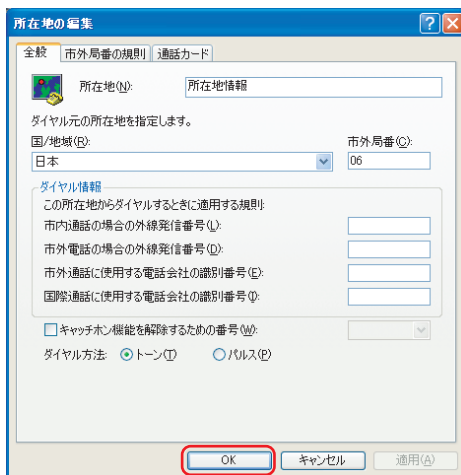 所在地の編集
全般 市外局番の規則 通話カード
所在地(N): 所在地情報
ダイヤル元の所在地を指定します。
国/地域(R): 市外局番(C):
日本 06
ダイヤル情報
この所在地からダイヤルするときに適用する規則:
市内通話の場合の外線発信番号(L):
市外電話の場合の外線発信番号(D):
市外通話に使用する電話会社の識別番号(E):
国際通話に使用する電話会社の識別番号(I):
キャッチホン機能を解除するための番号(W):
ダイヤル方法: トーン(T) パルス(P)
OK キャンセル 適用(A)